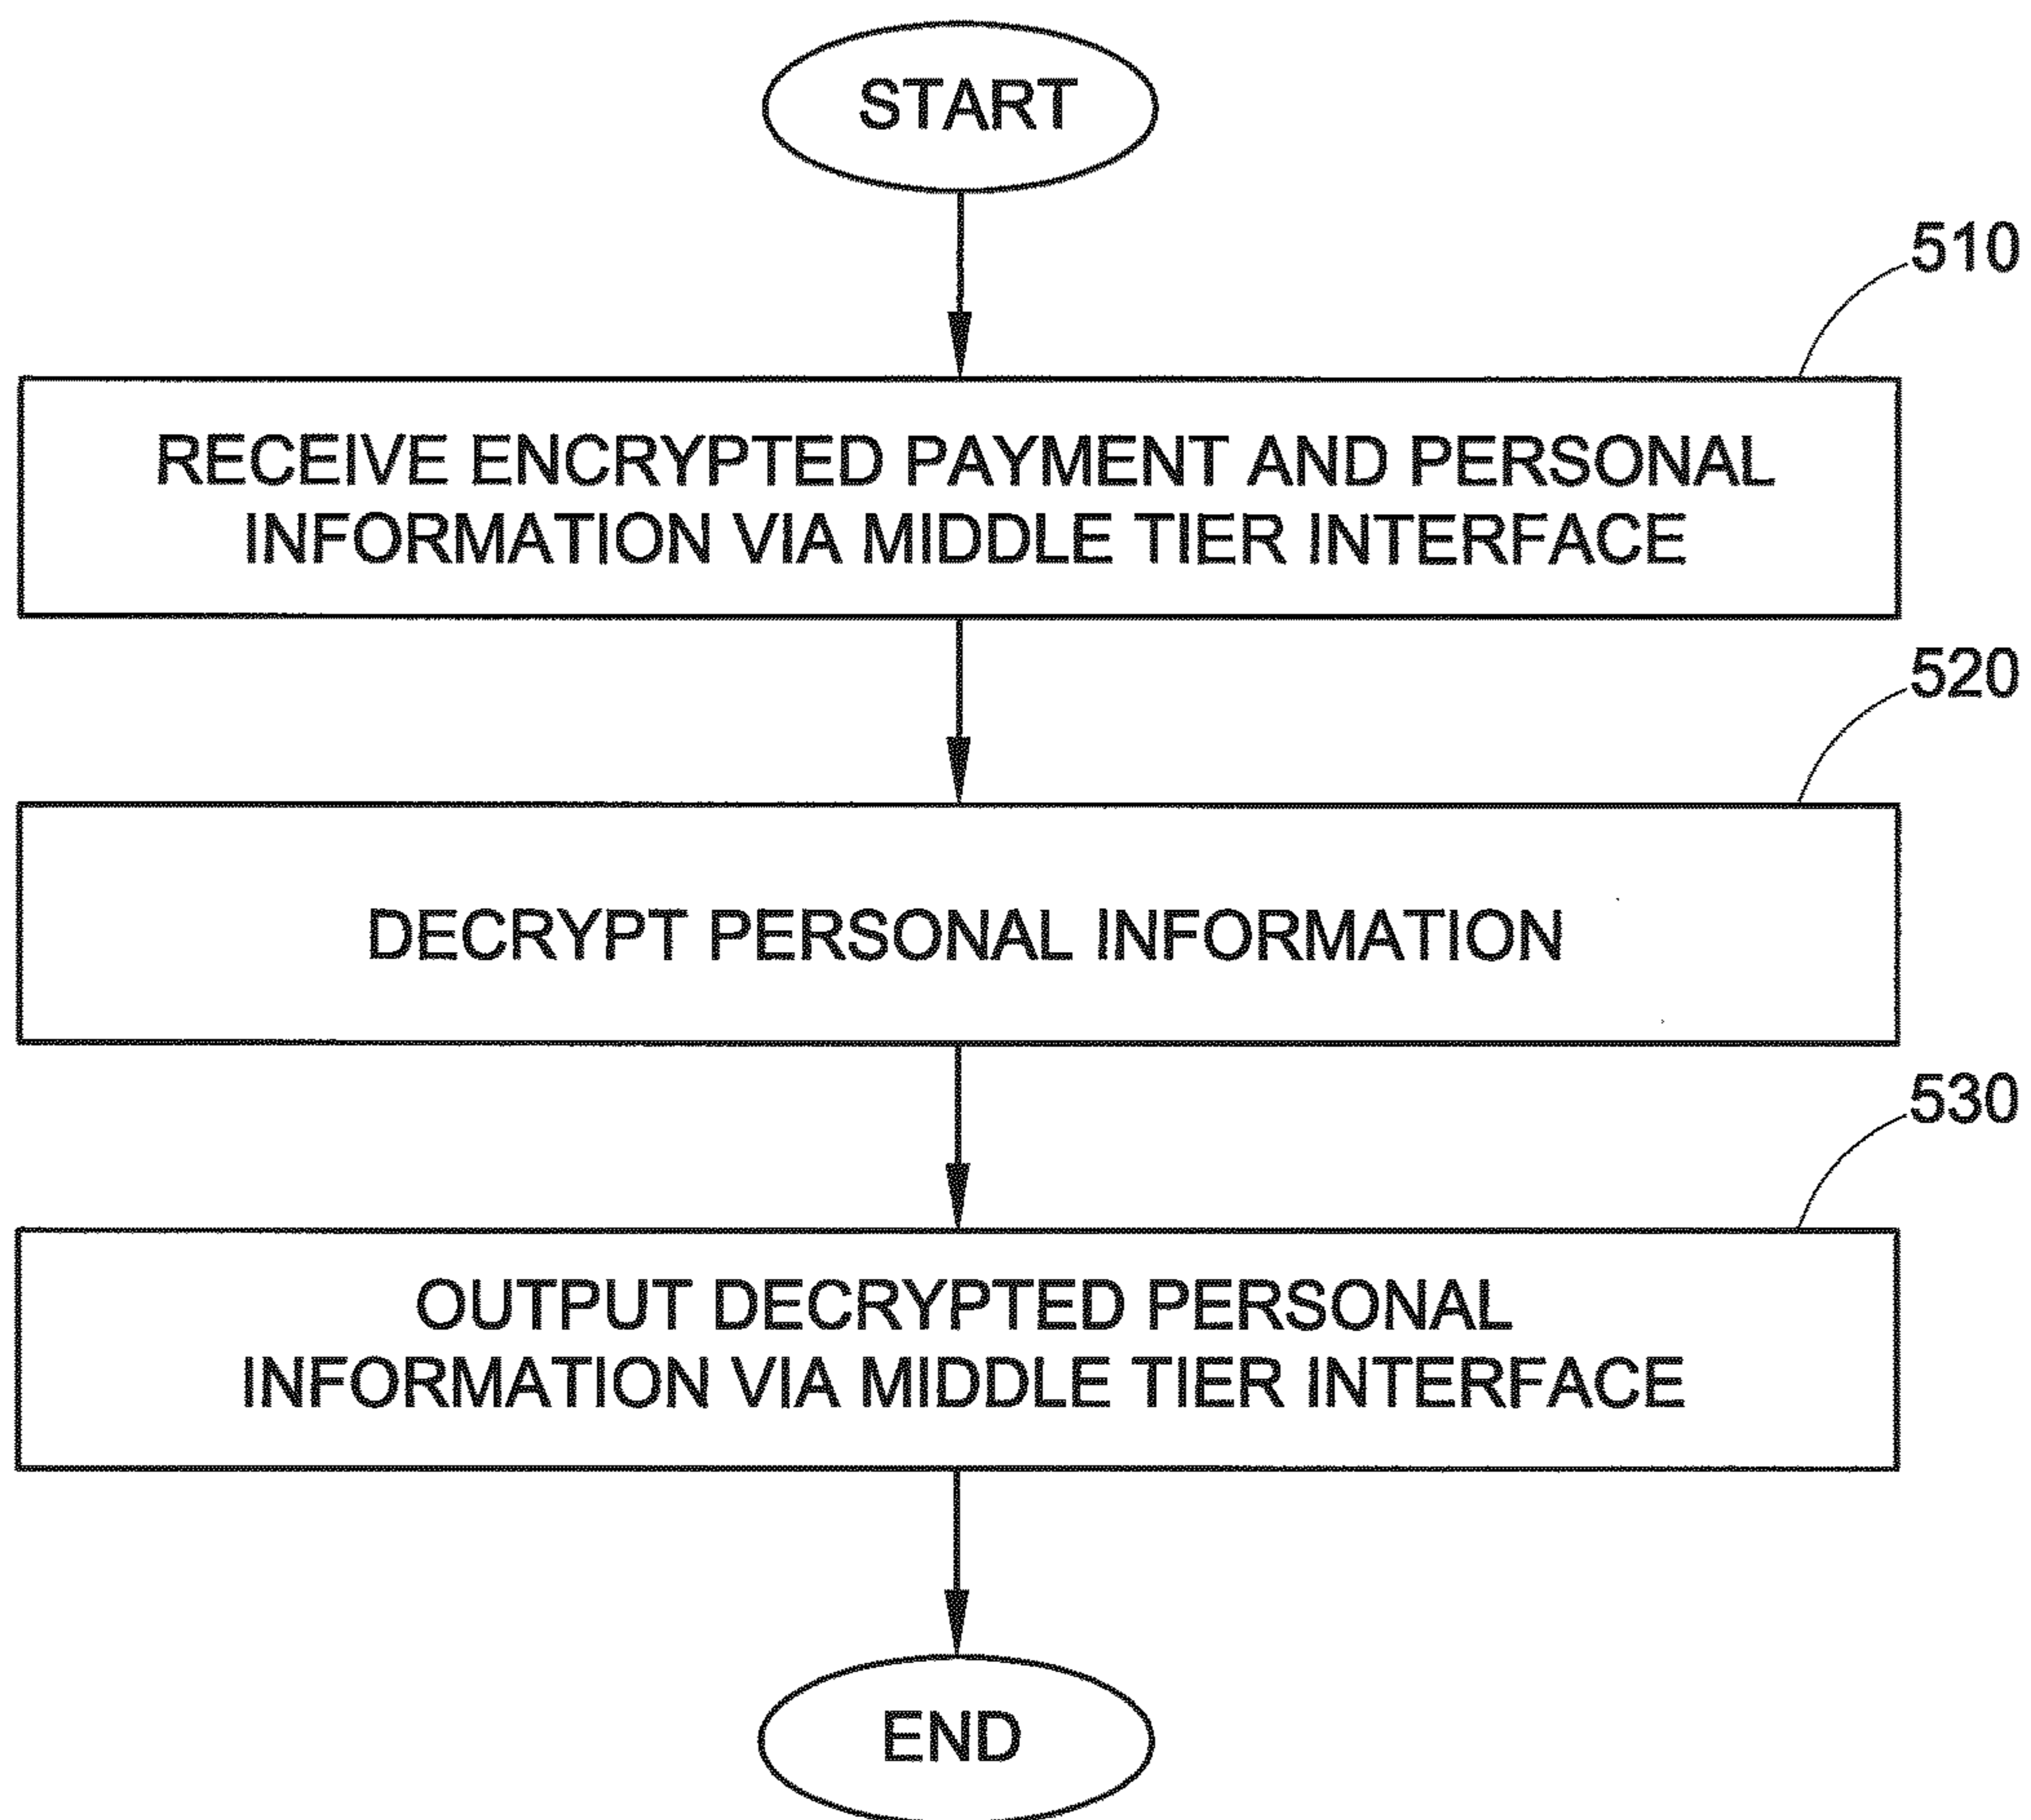 START
510
RECEIVE ENCRYPTED PAYMENT AND PERSONAL
INFORMATION VIA MIDDLE TIER INTERFACE
520
DECRYPT PERSONAL INFORMATION
530
OUTPUT DECRYPTED PERSONAL
INFORMATION VIA MIDDLE TIER INTERFACE
END